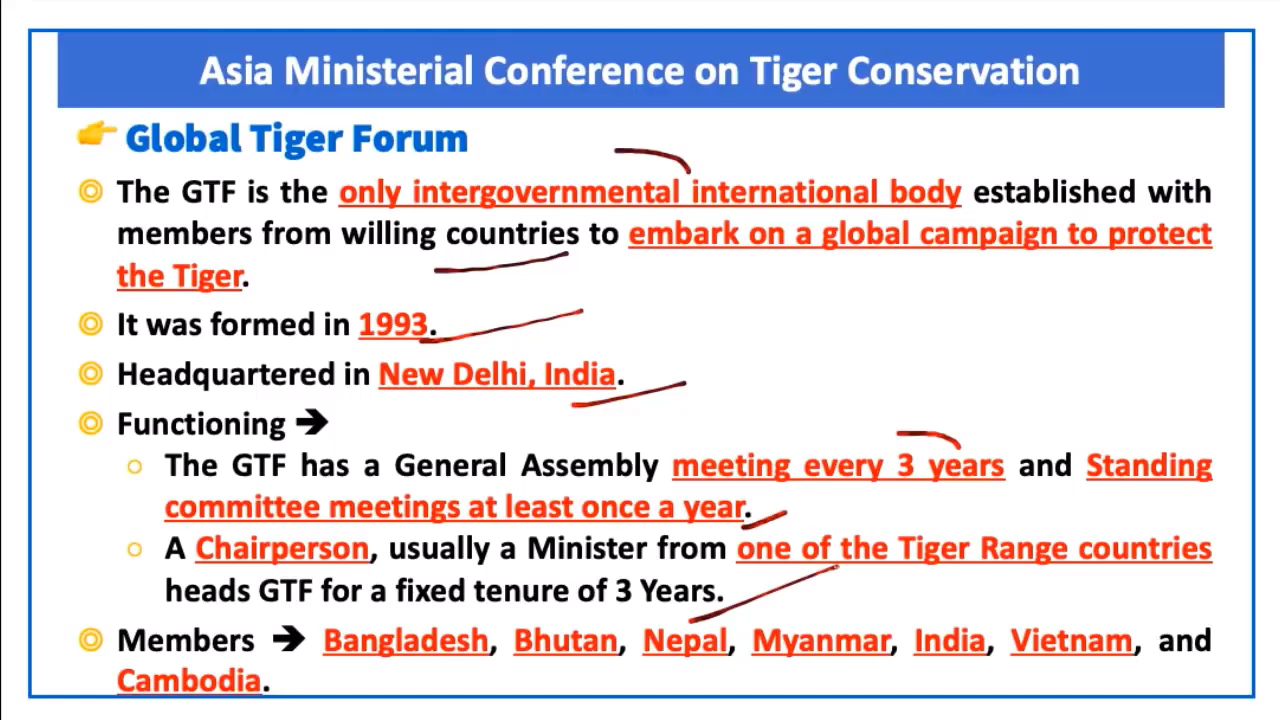 Asia Ministerial Conference on Tiger Conservation
Global Tiger Forum
The GTF is the only intergovernmental international body established with
members from willing countries to embark on a global campaign to protect
the Tiger.
It was formed in 1993.
Headquartered in New Delhi, India.
Functioning ➔
The GTF has a General Assembly meeting every 3 years and Standing
committee meetings at least once a year.
A Chairperson, usually a Minister from one of the Tiger Range countries
heads GTF for a fixed tenure of 3 Years.
Members ➔ Bangladesh, Bhutan, Nepal, Myanmar, India, Vietnam, and
Cambodia.